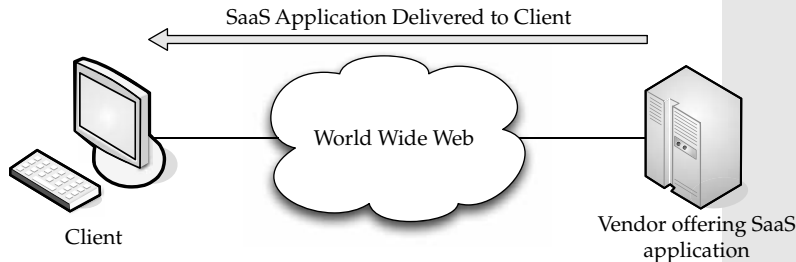 SaaS Application Delivered to Client
World Wide Web
Client
Vendor offering SaaS
application